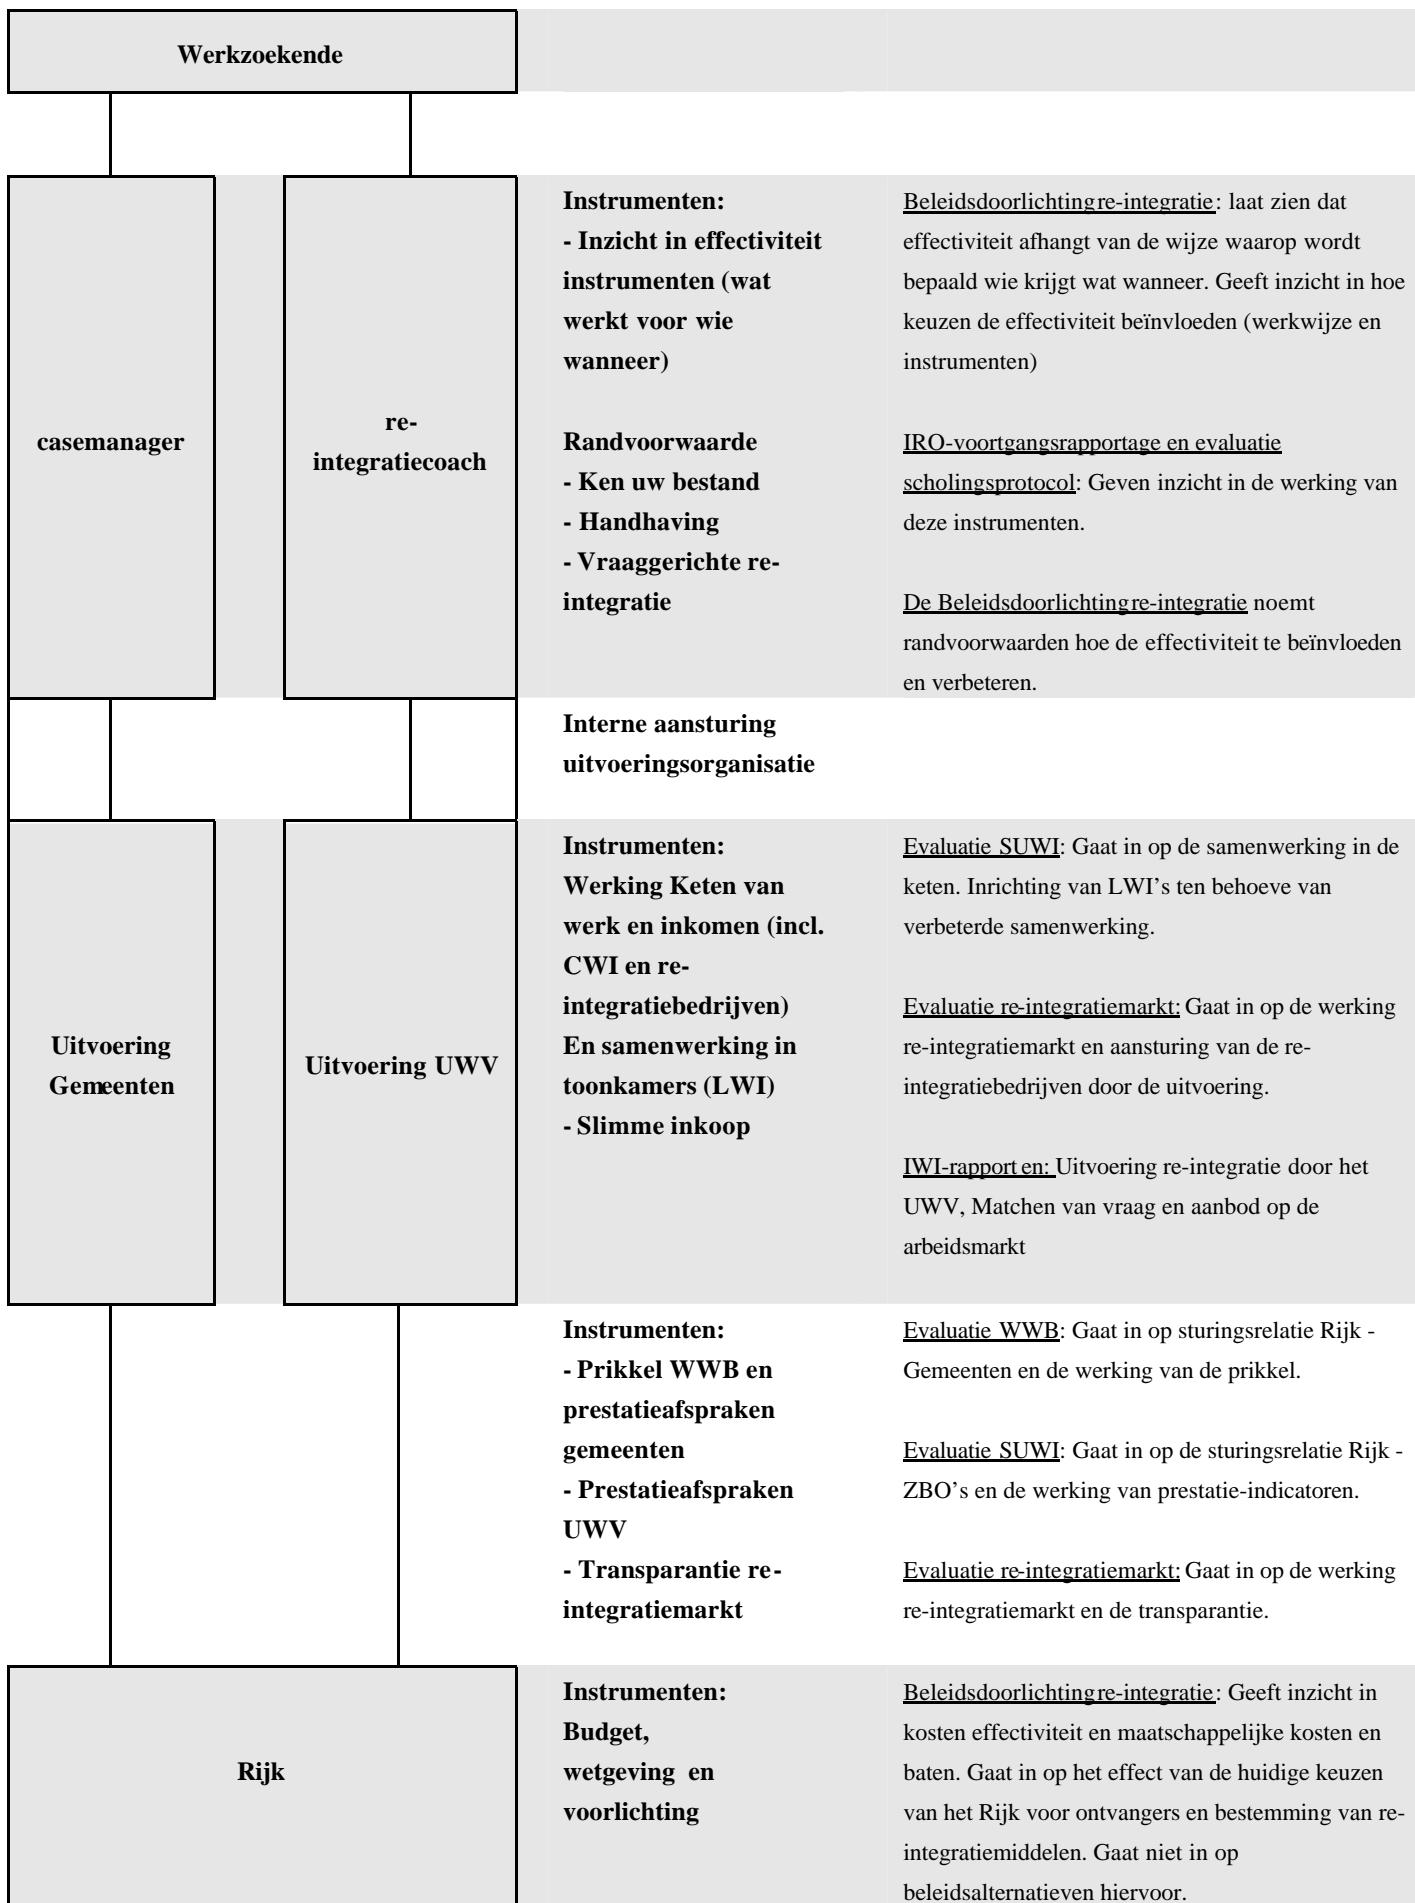 Werkzoekende
casemanager
re-
integratiecoach
Instrumenten:
- Inzicht in effectiviteit
instrumenten (wat
werkt voor wie
wanneer)
Randvoorwaarde
- Ken uw bestand
- Handhaving
- Vraaggerichte re-
integratie
Beleidsdoorlichting re-integratie: laat zien dat
effectiviteit afhangt van de wijze waarop wordt
bepaald wie krijgt wat wanneer. Geeft inzicht in hoe
keuzen de effectiviteit beïnvloeden (werkwijze en
instrumenten)
IRO-voortgangsrapportage en evaluatie
scholingsprotocol: Geven inzicht in de werking van
deze instrumenten.
De Beleidsdoorlichting re-integratie noemt
randvoorwaarden hoe de effectiviteit te beïnvloeden
en verbeteren.
Interne aansturing
uitvoeringsorganisatie
Uitvoering
Gemeenten
Uitvoering UWV
Instrumenten:
Werking Keten van
werk en inkomen (incl.
CWI en re-
integratiebedrijven)
En samenwerking in
toonkamers (LWI)
- Slimme inkoop
Evaluatie SUWI: Gaat in op de samenwerking in de
keten. Inrichting van LWI’s ten behoeve van
verbeterde samenwerking.
Evaluatie re-integratiemarkt: Gaat in op de werking
re-integratiemarkt en aansturing van de re-
integratiebedrijven door de uitvoering.
IWI-rapporten: Uitvoering re-integratie door het
UWV, Matchen van vraag en aanbod op de
arbeidsmarkt
Instrumenten:
- Prikkel WWB en
prestatieafspraken
gemeenten
- Prestatieafspraken
UWV
- Transparantie re-
integratiemarkt
Evaluatie WWB: Gaat in op sturingsrelatie Rijk -
Gemeenten en de werking van de prikkel.
Evaluatie SUWI: Gaat in op de sturingsrelatie Rijk -
ZBO’s en de werking van prestatie-indicatoren.
Evaluatie re-integratiemarkt: Gaat in op de werking
re-integratiemarkt en de transparantie.
Rijk
Instrumenten:
Budget,
wetgeving en
voorlichting
Beleidsdoorlichting re-integratie: Geeft inzicht in
kosten effectiviteit en maatschappelijke kosten en
baten. Gaat in op het effect van de huidige keuzen
van het Rijk voor ontvangers en bestemming van re-
integratiemiddelen. Gaat niet in op
beleidsalternatieven hiervoor.